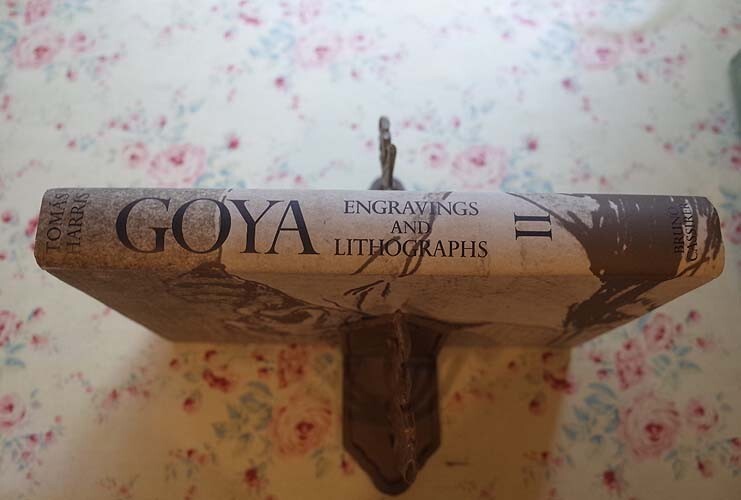 TOMÁS
HARRIS
GOYA
ENGRAVINGS
AND
LITHOGRAPHS
II
BRUNO
CASSIRER